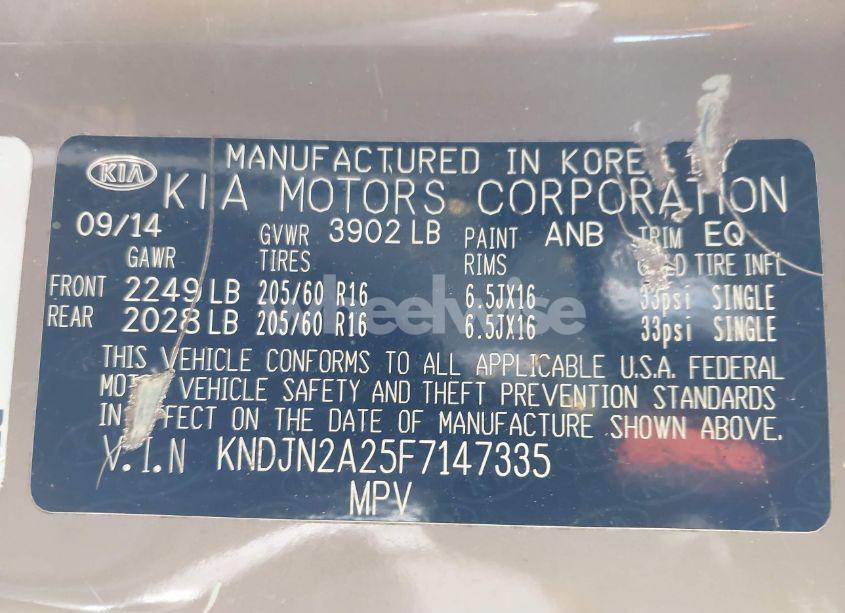 MANUFACTURED IN KOREA
KIA KIA MOTORS CORPORATION
09/14 GVWR 3902 LB PAINT ANB TRIM EQ
GAWR TIRES RIMS COLD TIRE INFL
FRONT 2249 LB 205/60 R16 6.5JX16 33psi SINGLE
REAR 2028 LB 205/60 R16 6.5JX16 33psi SINGLE
THIS VEHICLE CONFORMS TO ALL APPLICABLE U.S.A. FEDERAL
MOTOR VEHICLE SAFETY AND THEFT PREVENTION STANDARDS
IN EFFECT ON THE DATE OF MANUFACTURE SHOWN ABOVE.
V.I.N KNDJN2A25F7147335
MPV